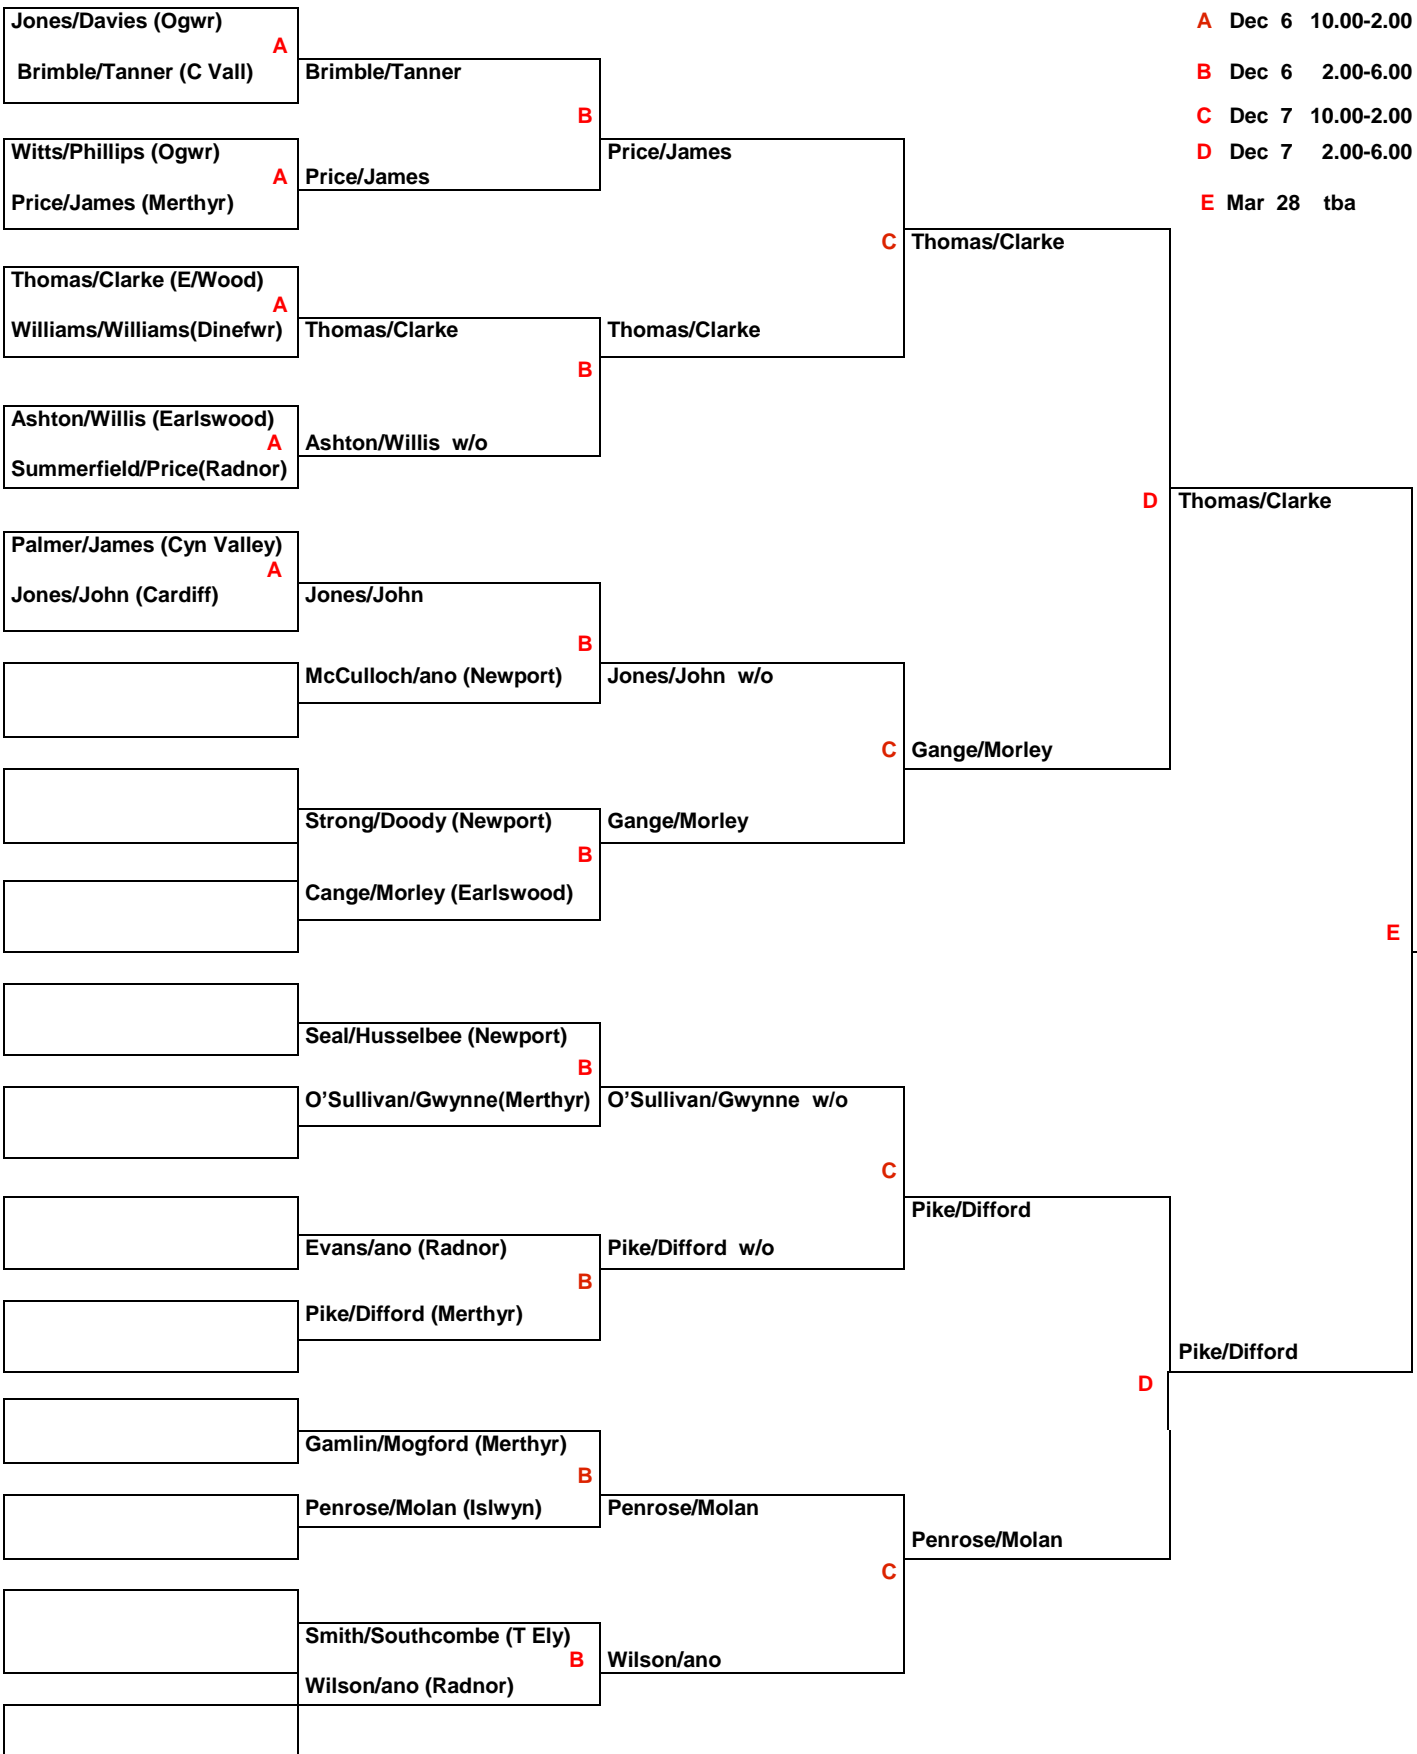 Jones/Davies (Ogwr)
A Dec 6 10.00-2.00
A
Brimble/Tanner (C Vall)
Brimble/Tanner
B Dec 6 2.00-6.00
B
C Dec 7 10.00-2.00
Witts/Phillips (Ogwr)
Price/James
D Dec 7 2.00-6.00
A
Price/James
Price/James (Merthyr)
E Mar 28 tba
C
Thomas/Clarke
Thomas/Clarke (E/Wood)
A
Williams/Williams(Dinefwr)
Thomas/Clarke
Thomas/Clarke
B
Ashton/Willis (Earlswood)
A
Ashton/Willis w/o
Summerfield/Price(Radnor)
D
Thomas/Clarke
Palmer/James (Cyn Valley)
A
Jones/John (Cardiff)
Jones/John
B
McCulloch/ano (Newport)
Jones/John w/o
C
Gange/Morley
Strong/Doody (Newport)
Gange/Morley
B
Cange/Morley (Earlswood)
E
Seal/Husselbee (Newport)
B
O'Sullivan/Gwynne(Merthyr)
O'Sullivan/Gwynne w/o
C
Pike/Difford
Evans/ano (Radnor)
Pike/Difford w/o
B
Pike/Difford (Merthyr)
Pike/Difford
D
Gamlin/Mogford (Merthyr)
B
Penrose/Molan (Islwyn)
Penrose/Molan
Penrose/Molan
C
Smith/Southcombe (T Ely)
B
Wilson/ano
Wilson/ano (Radnor)